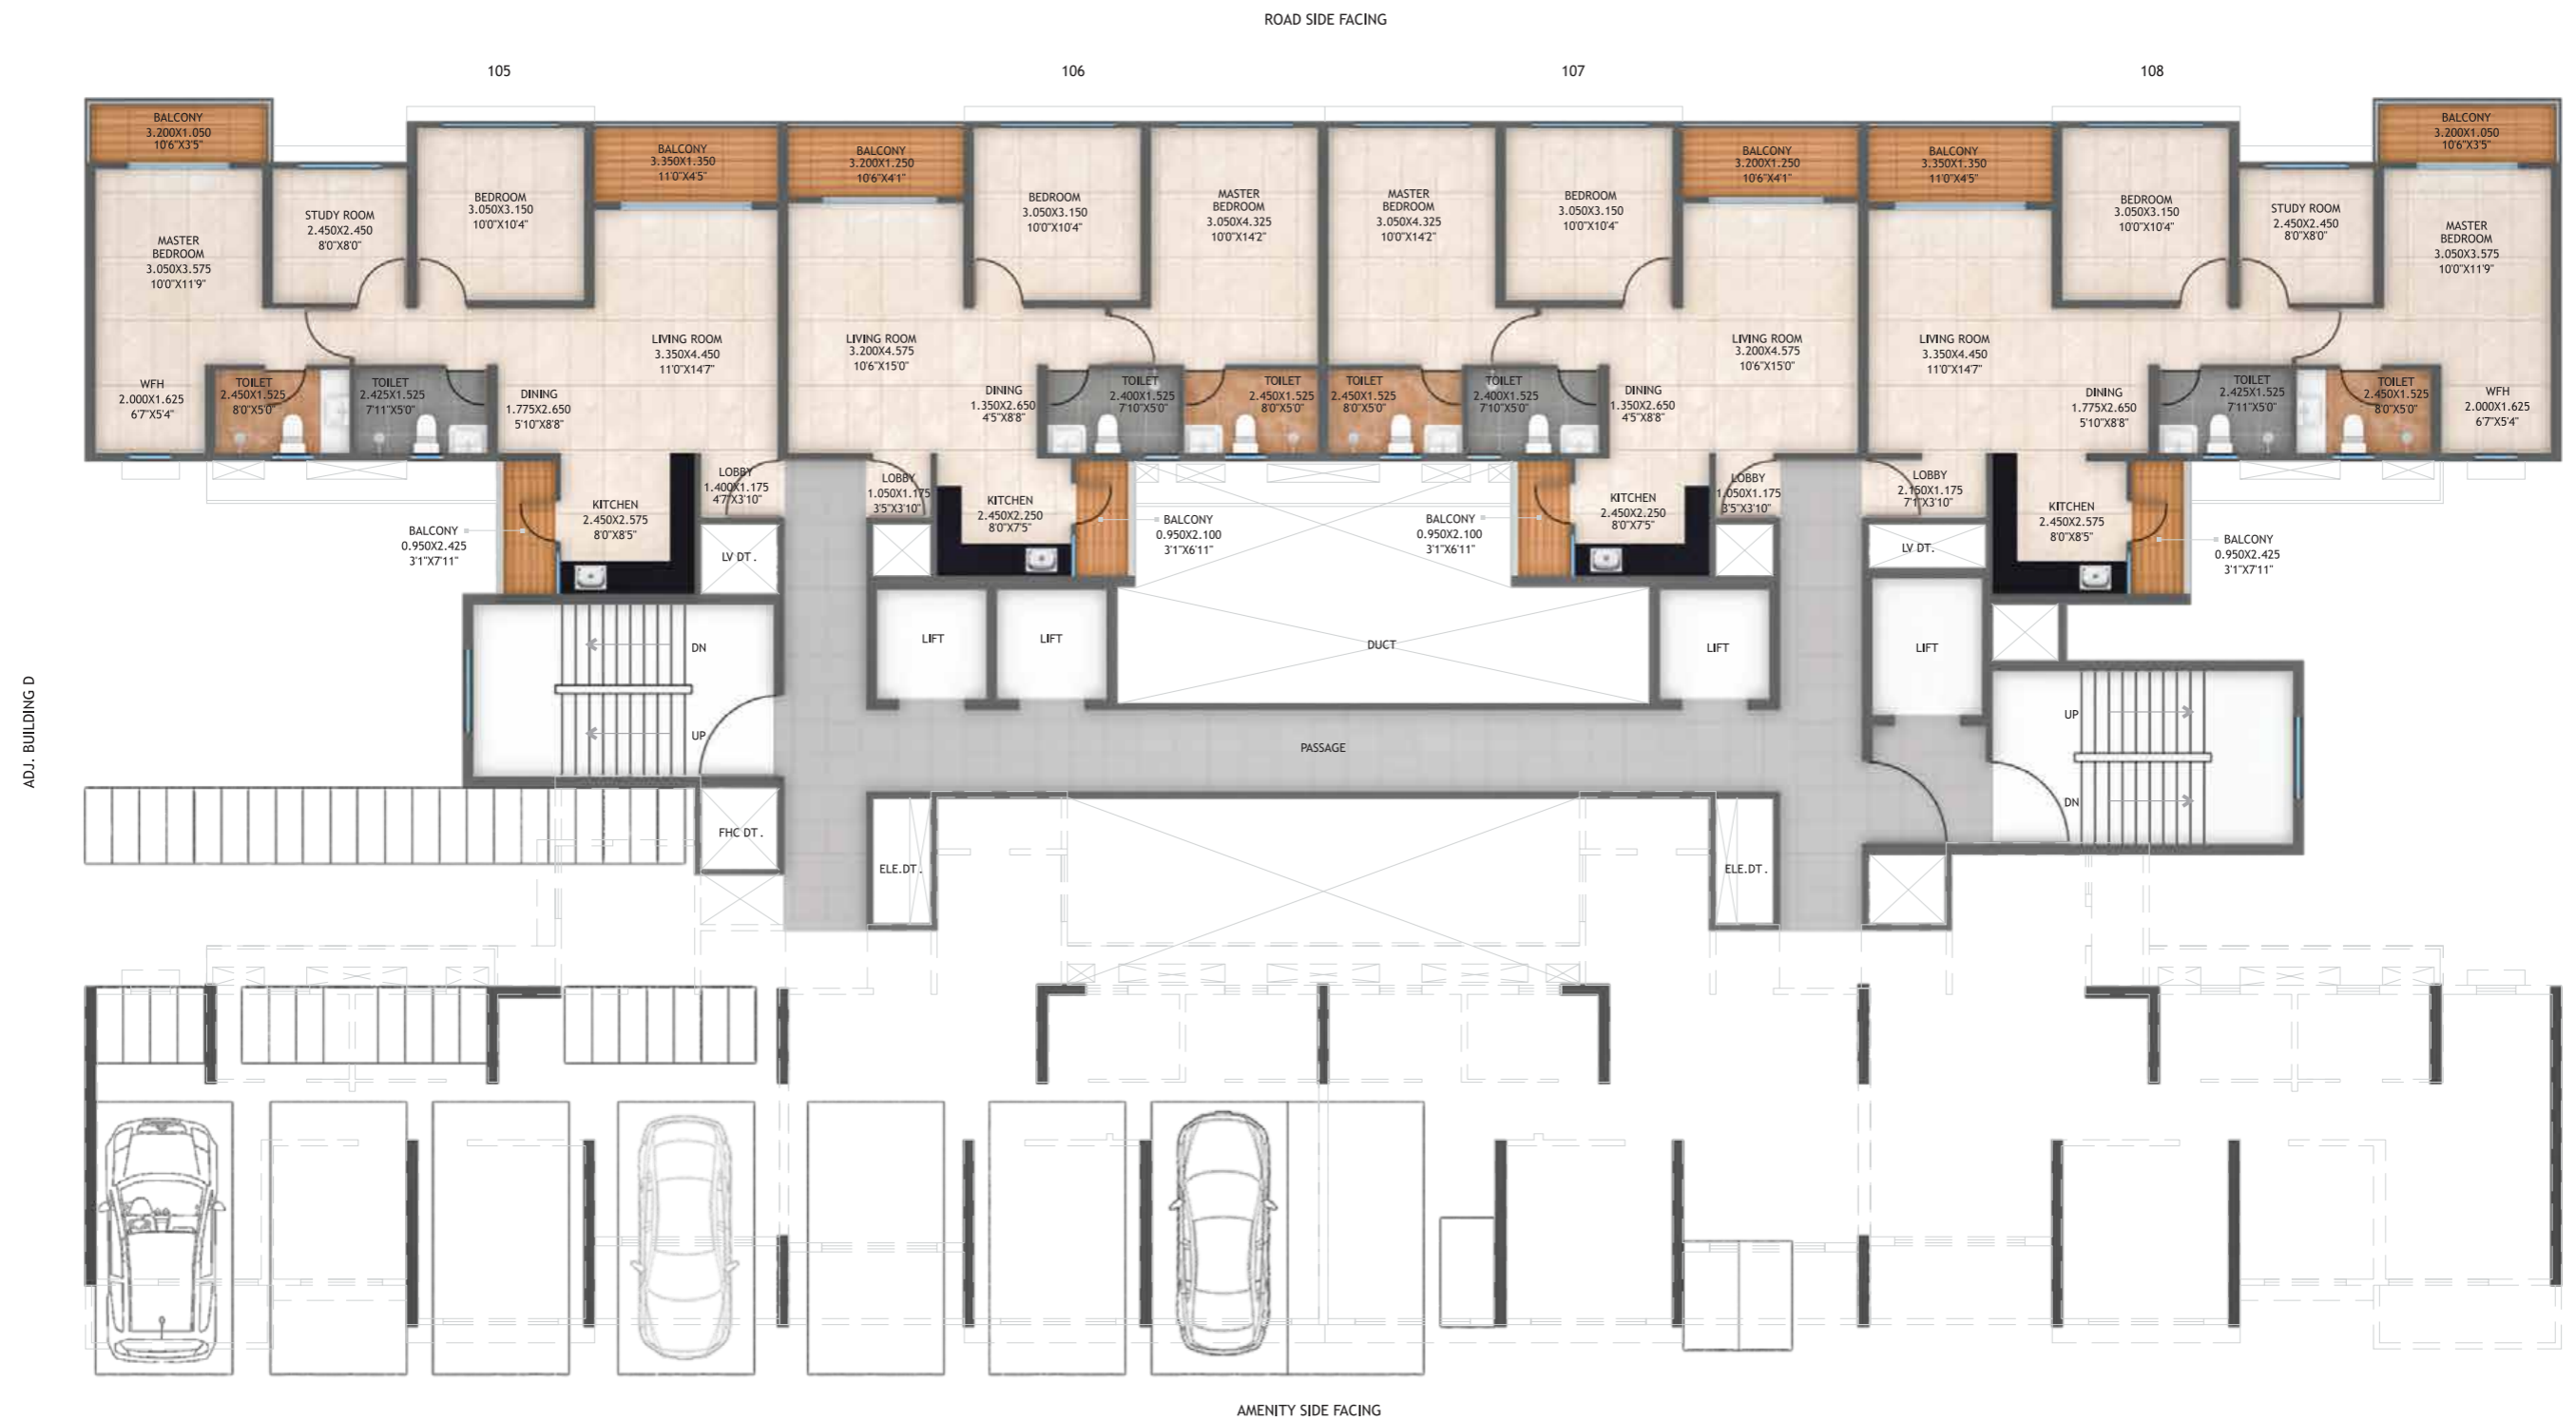 ROAD SIDE FACING
105
106
107
108
BALCONY
3.200X1.050
10'6"X3'5"
MASTER
BEDROOM
3.050X3.575
10'0"X11'9"
STUDY ROOM
2.450X2.450
8'0"X8'0"
BEDROOM
3.050X3.150
10'0"X10'4"
BALCONY
3.350X1.350
11'0"X4'5"
LIVING ROOM
3.350X4.450
11'0"X14'7"
WFH
2.000X1.625
6'7"X5'4"
TOILET
2.450X1.525
8'0"X5'0"
TOILET
2.425X1.525
7'11"X5'0"
DINING
1.775X2.650
5'10"X8'8"
LOBBY
1.400X1.175
4'7"X3'10"
KITCHEN
2.450X2.575
8'0"X8'5"
BALCONY
0.950X2.425
3'1"X7'11"
LV DT.
BALCONY
3.200X1.250
10'6"X4'1"
BEDROOM
3.050X3.150
10'0"X10'4"
MASTER
BEDROOM
3.050X4.325
10'0"X14'2"
LIVING ROOM
3.200X4.575
10'6"X15'0"
DINING
1.350X2.650
4'5"X8'8"
TOILET
2.400X1.525
7'10"X5'0"
TOILET
2.450X1.525
8'0"X5'0"
LOBBY
1.050X1.175
3'5"X3'10"
KITCHEN
2.450X2.250
8'0"X7'5"
BALCONY
0.950X2.100
3'1"X6'11"
MASTER
BEDROOM
3.050X4.325
10'0"X14'2"
BEDROOM
3.050X3.150
10'0"X10'4"
BALCONY
3.200X1.250
10'6"X4'1"
LIVING ROOM
3.200X4.575
10'6"X15'0"
TOILET
2.450X1.525
8'0"X5'0"
TOILET
2.400X1.525
7'10"X5'0"
DINING
1.350X2.650
4'5"X8'8"
BALCONY
0.950X2.100
3'1"X6'11"
KITCHEN
2.450X2.250
8'0"X7'5"
LOBBY
1.050X1.175
3'5"X3'10"
BALCONY
3.350X1.350
11'0"X4'5"
BEDROOM
3.050X3.150
10'0"X10'4"
STUDY ROOM
2.450X2.450
8'0"X8'0"
BALCONY
3.200X1.050
10'6"X3'5"
MASTER
BEDROOM
3.050X3.575
10'0"X11'9"
LIVING ROOM
3.350X4.450
11'0"X14'7"
DINING
1.775X2.650
5'10"X8'8"
TOILET
2.425X1.525
7'11"X5'0"
TOILET
2.450X1.525
8'0"X5'0"
WFH
2.000X1.625
6'7"X5'4"
LOBBY
2.150X1.175
7'1"X3'10"
KITCHEN
2.450X2.575
8'0"X8'5"
BALCONY
0.950X2.425
3'1"X7'11"
LV DT.
DN
UP
LIFT
LIFT
DUCT
LIFT
LIFT
UP
DN
PASSAGE
ADJ. BUILDING D
FHC DT.
ELE.DT.
ELE.DT.
AMENITY SIDE FACING